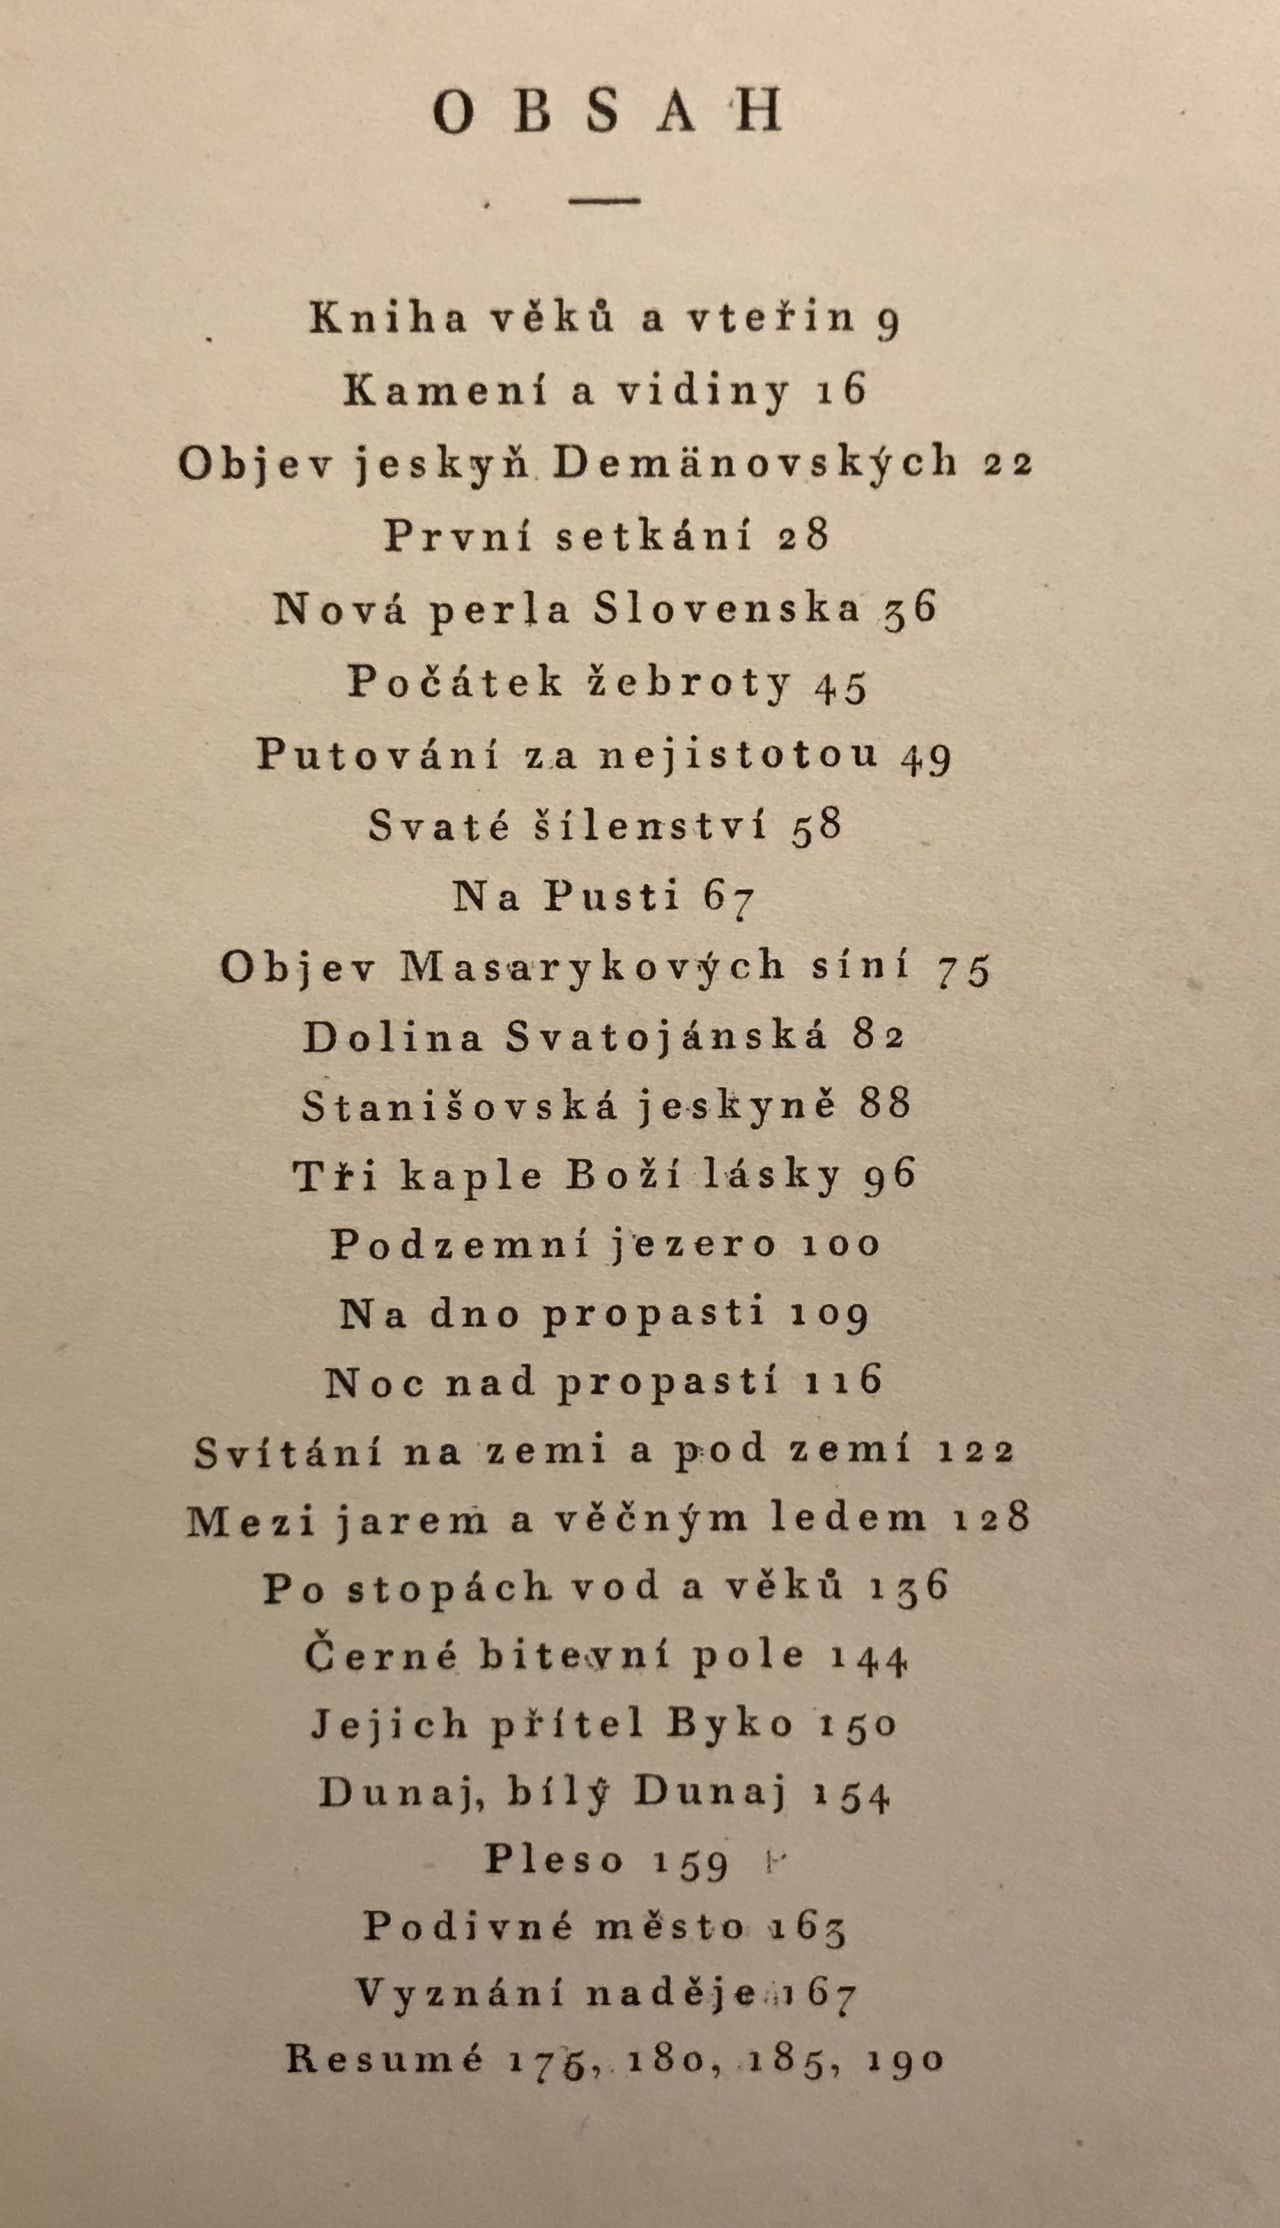 OBSAH
Kniha věků a vteřin 9
Kamení a vidiny 16
Objev jeskyň Demänovských 22
První setkání 28
Nová perla Slovenska 36
Počátek žebroty 45
Putování za nejistotou 49
Svaté šílenství 58
Na Pusti 67
Objev Masarykových síní 75
Dolina Svatojánská 82
Stanišovská jeskyně 88
Tři kaple Boží lásky 96
Podzemní jezero 100
Na dno propasti 109
Noc nad propastí 116
Svítání na zemi a pod zemí 122
Mezi jarem a věčným ledem 128
Po stopách vod a věků 136
Černé bitevní pole 144
Jejich přítel Byko 150
Dunaj, bílý Dunaj 154
Pleso 159
Podivné město 163
Vyznání naděje 167
Resumé 175, 180, 185, 190